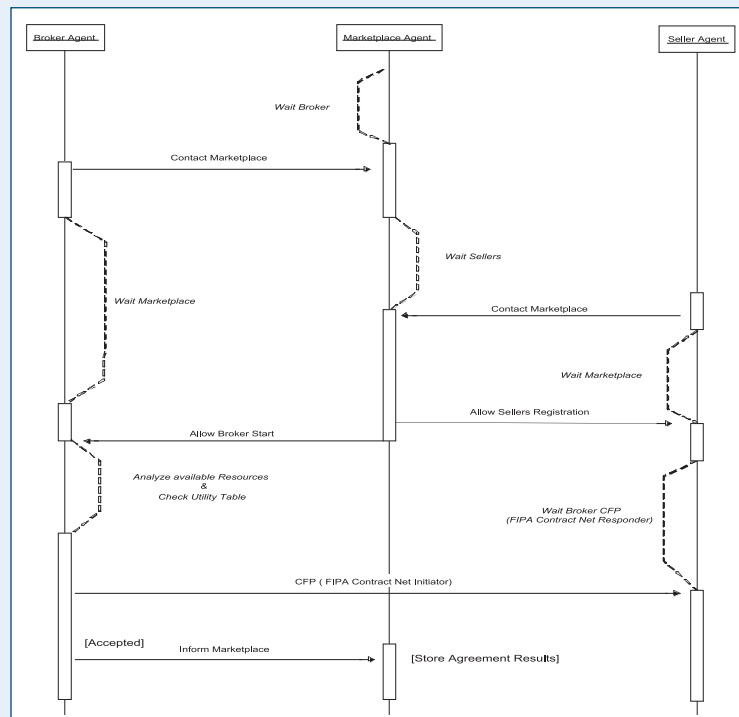 Broker Agent
Marketplace Agent
Seller Agent
Wait Broker
Contact Marketplace
Wait Sellers
Wait Marketplace
Contact Marketplace
Wait Marketplace
Allow Sellers Registration
Allow Broker Start
Analyze available Resources
&
Check Utility Table
Wait Broker CFP
(FIPA Contract Net Responder)
CFP ( FIPA Contract Net Initiator)
[Accepted]
Inform Marketplace
[Store Agreement Results]